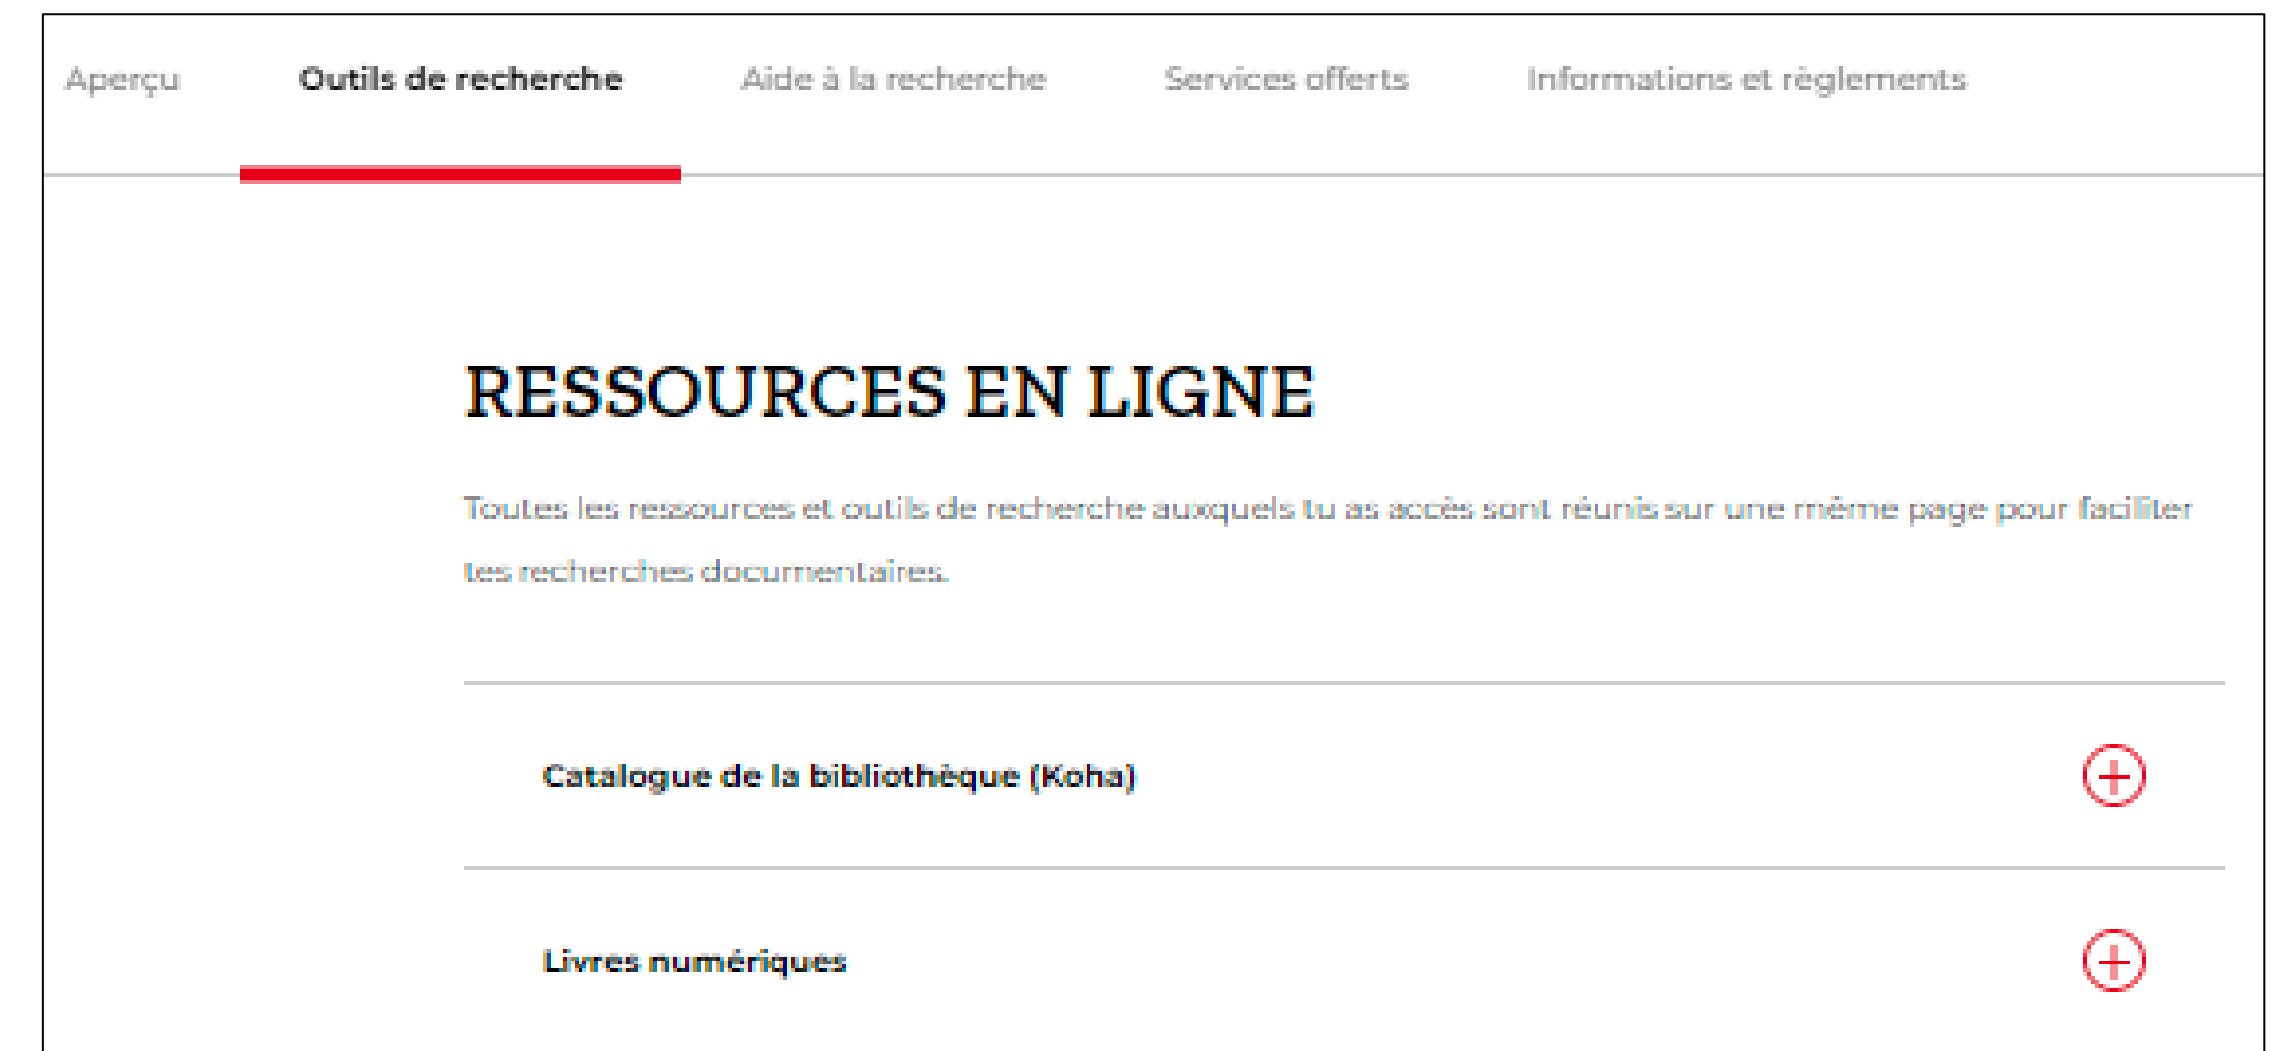 Aperçu Outils de recherche Aide à la recherche Services offerts Informations et règlements
RESSOURCES EN LIGNE
Toutes les ressources et outils de recherche auxquels tu as accès sont réunis sur une même page pour faciliter
tes recherches documentaires.
Catalogue de la bibliothèque (Koha)
Livres numériques